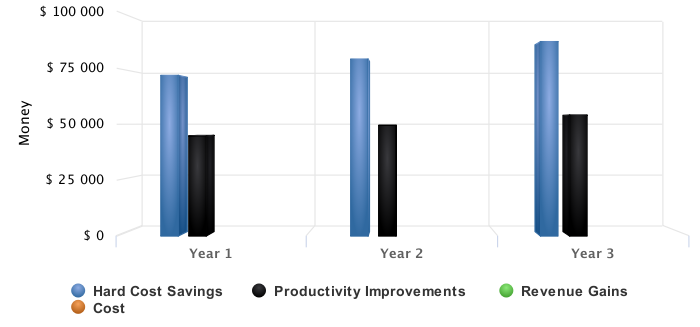 $ 100 000
$ 75 000
$ 50 000
$ 25 000
$ 0
Money
Year 1
Year 2
Year 3
Hard Cost Savings
Productivity Improvements
Revenue Gains
Cost